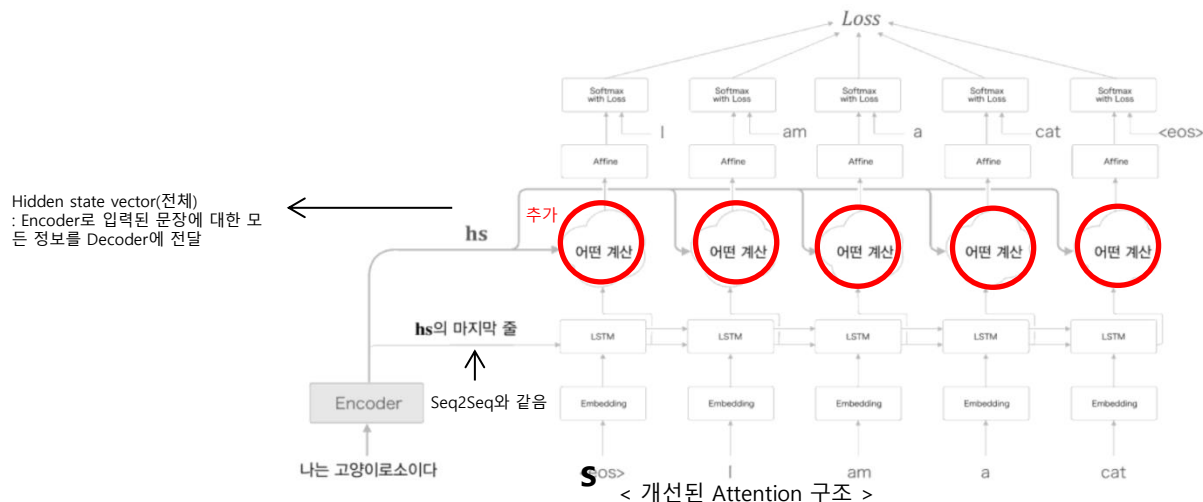 Loss
Softmax with Loss
Softmax with Loss
Softmax with Loss
Softmax with Loss
Softmax with Loss
I
am
a
cat
<eos>
Affine
Affine
Affine
Affine
Affine
Hidden state vector(전체)
: Encoder로 입력된 문장에 대한 모
든 정보를 Decoder에 전달
추가
hs
어떤 계산
어떤 계산
어떤 계산
어떤 계산
어떤 계산
hs의 마지막 줄
LSTM
LSTM
LSTM
LSTM
LSTM
Seq2Seq와 같음
Encoder
Embedding
Embedding
Embedding
Embedding
Embedding
나는 고양이로소이다
S
eos>
I
am
a
cat
< 개선된 Attention 구조 >